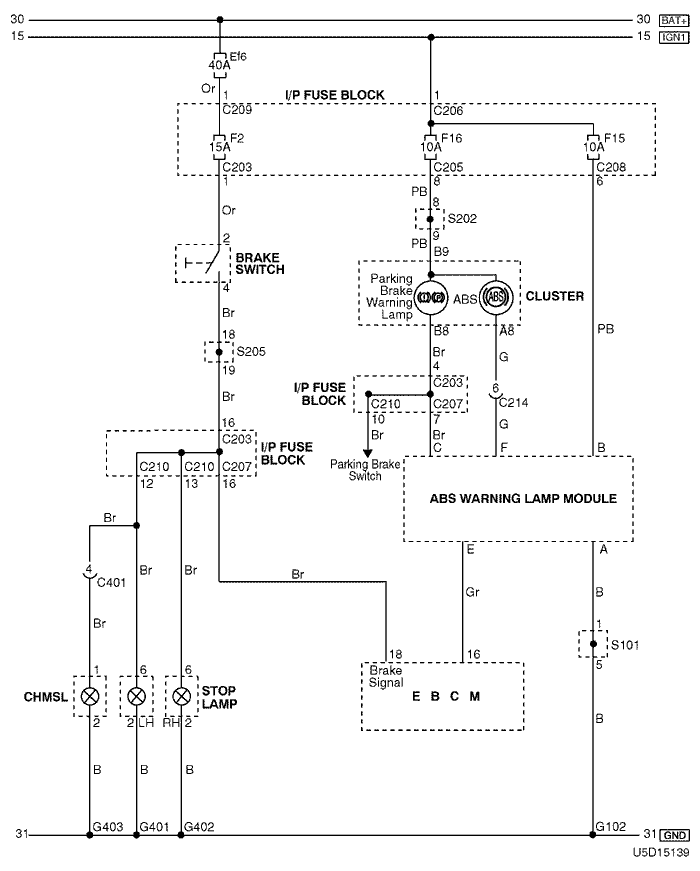 30 30 BAT+
15 15 IGN1
Ef6
40A
Or
I/P FUSE BLOCK
1 1
C209 C206
F2 F16 F15
15A 10A 10A
C203 C205 C208
1 8 6
PB
8
Or S202
9
PB
2 B9
BRAKE
SWITCH
Parking
Brake
Warning
Lamp
ABS
ABS
CLUSTER
4
B8 A8
Br PB
18
S205
19
Br G
4
C203
I/P FUSE
BLOCK
6
C214
Br
C210 C207
10 7
Br Br G
16
C203
I/P FUSE
BLOCK
C F B
C210 C210 C207
12 13 16
Parking Brake
Switch
ABS WARNING LAMP MODULE
Br
E A
4
C401
Br Br Br
Gr B
Br
1
S101
5
18 16
Brake
Signal
E B C M
1 6 6
CHMSL
STOP
LAMP
2 2 LH RH 2
B
B B B
G403 G401 G402 G102
31 31 GND
U5D15139